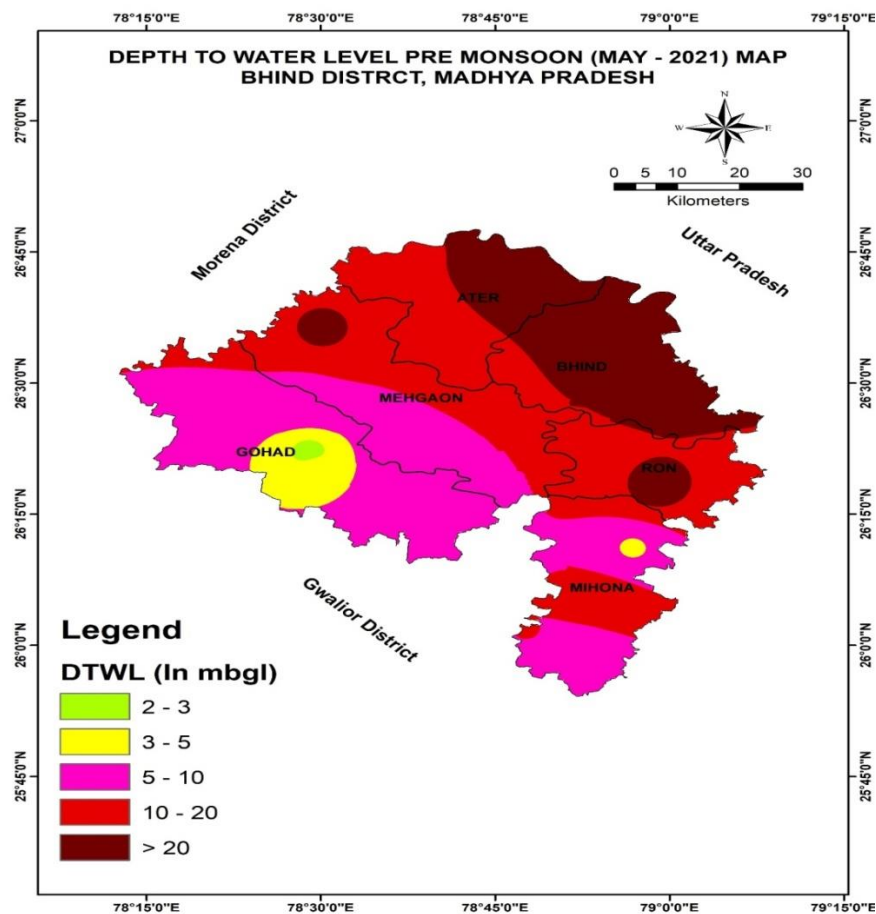 78°15'0"E 78°30'0"E 78°45'0"E 79°0'0"E 79°15'0"E
DEPTH TO WATER LEVEL PRE MONSOON (MAY - 2021) MAP
BHIND DISTRCT, MADHYA PRADESH
N
W E
S
0 5 10 20 30
Kilometers
27°0'0"N 27°0'0"N
Morena District
Uttar Pradesh
26°45'0"N 26°45'0"N
ATER
BHIND
26°30'0"N 26°30'0"N
MEHGAON
GOHAD
RON
26°15'0"N 26°15'0"N
MIHONA
Gwalior District
26°0'0"N 26°0'0"N
Legend
DTWL (In mbgl)
2 - 3
3 - 5
5 - 10
10 - 20
> 20
25°45'0"N 25°45'0"N
78°15'0"E 78°30'0"E 78°45'0"E 79°0'0"E 79°15'0"E